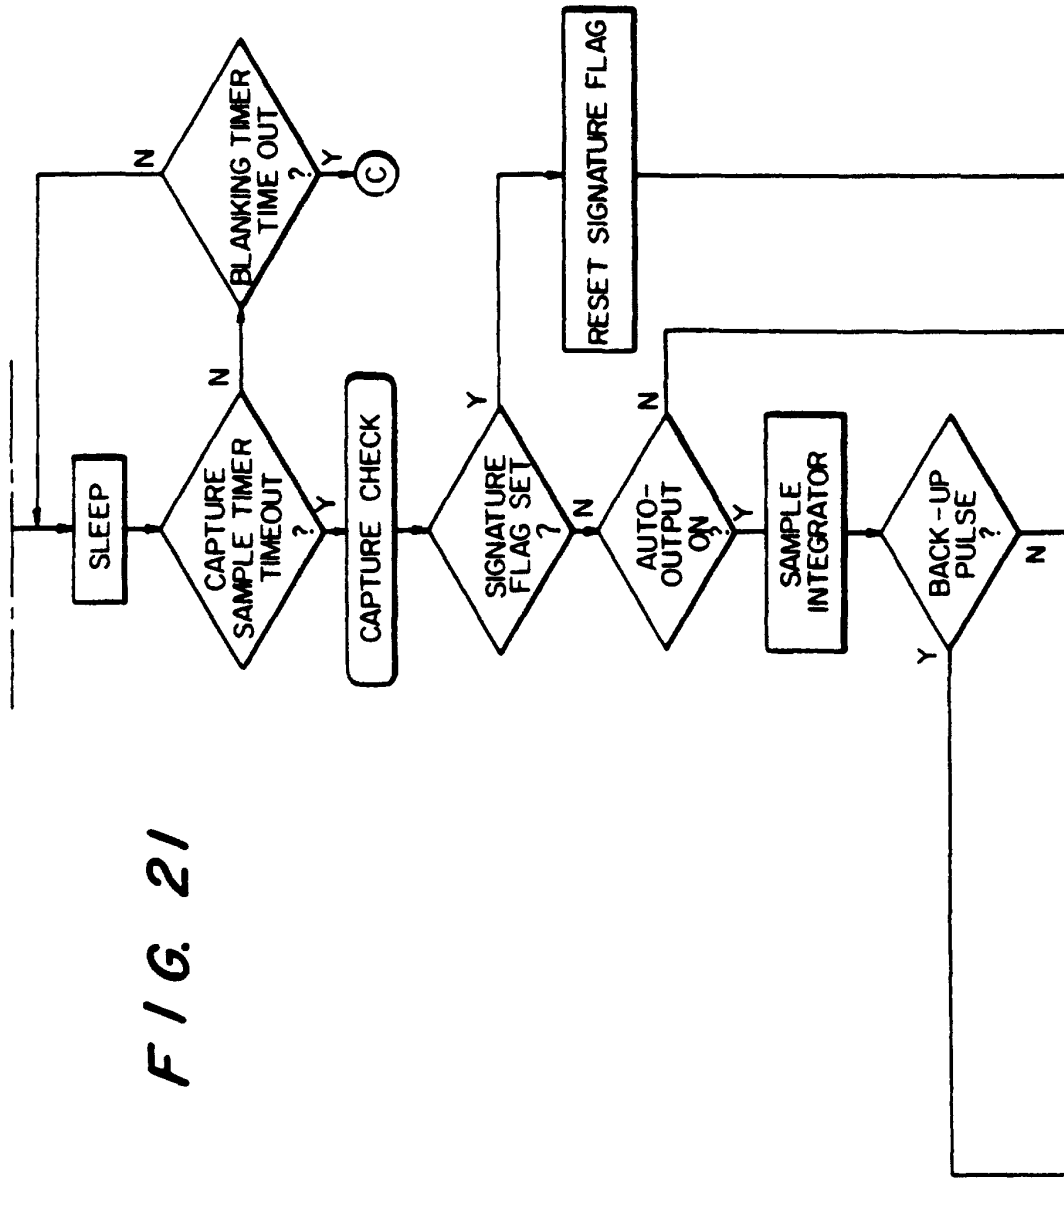 FIG. 21
SLEEP
CAPTURE
SAMPLE TIMER
TIMEOUT
?
N
Y
BLANKING TIMER
TIME OUT
?
N
Y
C
CAPTURE CHECK
SIGNATURE
FLAG SET
?
Y
N
RESET SIGNATURE FLAG
AUTO-
OUTPUT
ON
?
N
Y
SAMPLE
INTEGRATOR
BACK-UP
PULSE
?
Y
N